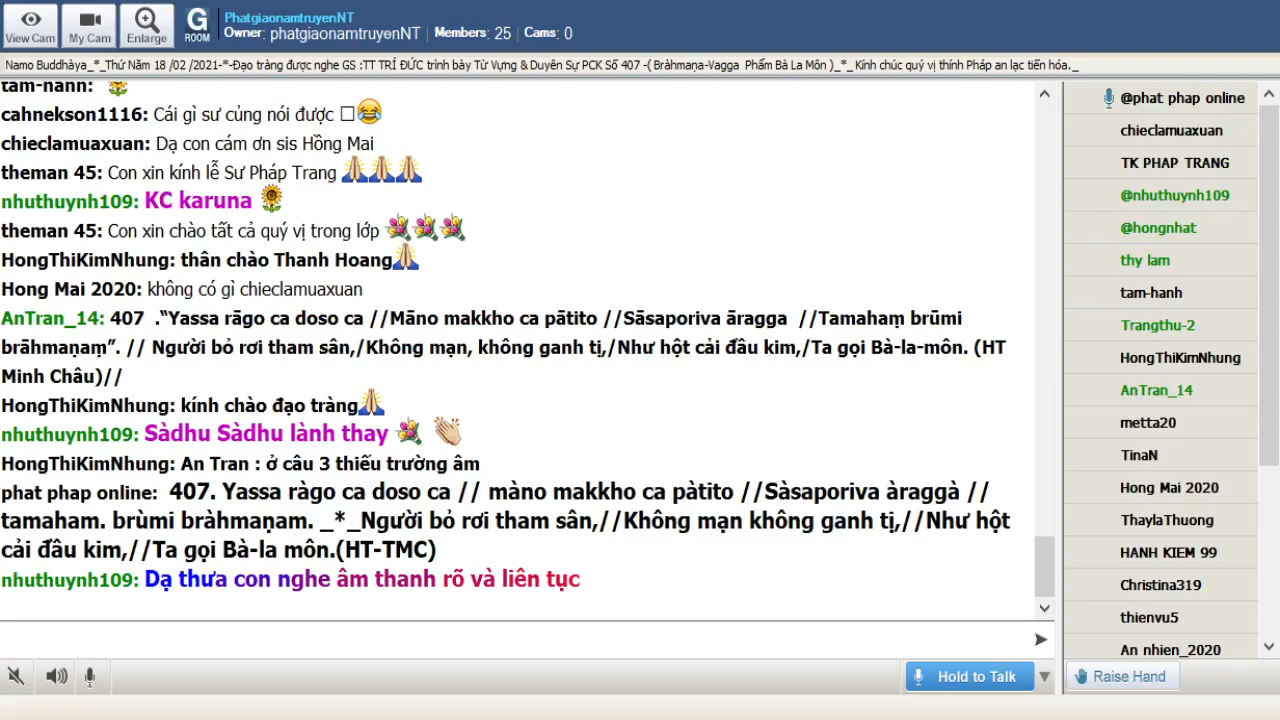 View Cam
My Cam
Enlarge
G
ROOM
PhatgiaonamtruyenNT
Owner: phatgiaonamtruyenNT | Members: 25 | Cams: 0
Namo Buddhàya_*_Thứ Năm 18 /02 /2021-*-Đạo tràng được nghe GS :TT TRÍ ĐỨC trình bày Từ Vựng & Duyên Sự PCK Số 407 -( Bràhmaṇa-Vagga Phẩm Bà La Môn )_*_ Kính chúc quý vị thính Pháp an lạc tiến hóa._
tam-hanh:
cahnekson1116: Cái gì sư củng nói được □😂
chieclamuaxuan: Dạ con cám ơn sis Hồng Mai
theman 45: Con xin kính lễ Sư Pháp Trang
nhuthuynh109: KC karuna
theman 45: Con xin chào tất cả quý vị trong lớp
HongThiKimNhung: thân chào Thanh Hoang
Hong Mai 2020: không có gì chieclamuaxuan
AnTran_14: 407 .“Yassa rāgo ca doso ca //Māno makkho ca pātito //Sāsaporiva āragga //Tamahaṃ brūmi
brāhmaṇaṃ”. // Người bỏ rơi tham sân,/Không mạn, không ganh tị,/Như hột cải đầu kim,/Ta gọi Bà-la-môn. (HT
Minh Châu)//
HongThiKimNhung: kính chào đạo tràng
nhuthuynh109: Sàdhu Sàdhu lành thay
HongThiKimNhung: An Tran : ở câu 3 thiếu trường âm
phat phap online: 407. Yassa ràgo ca doso ca // màno makkho ca pàtito //Sàsaporiva àraggà //
tamaham. brùmi bràhmaṇam. _*_Người bỏ rơi tham sân,//Không mạn không ganh tị,//Như hột
cải đầu kim,//Ta gọi Bà-la môn.(HT-TMC)
nhuthuynh109: Dạ thưa con nghe âm thanh rõ và liên tục
Hold to Talk
@phat phap online
chieclamuaxuan
TK PHAP TRANG
@nhuthuynh109
@hongnhat
thy lam
tam-hanh
Trangthu-2
HongThiKimNhung
AnTran_14
metta20
TinaN
Hong Mai 2020
ThaylaThuong
HANH KIEM 99
Christina319
thienvu5
An nhien_2020
Raise Hand